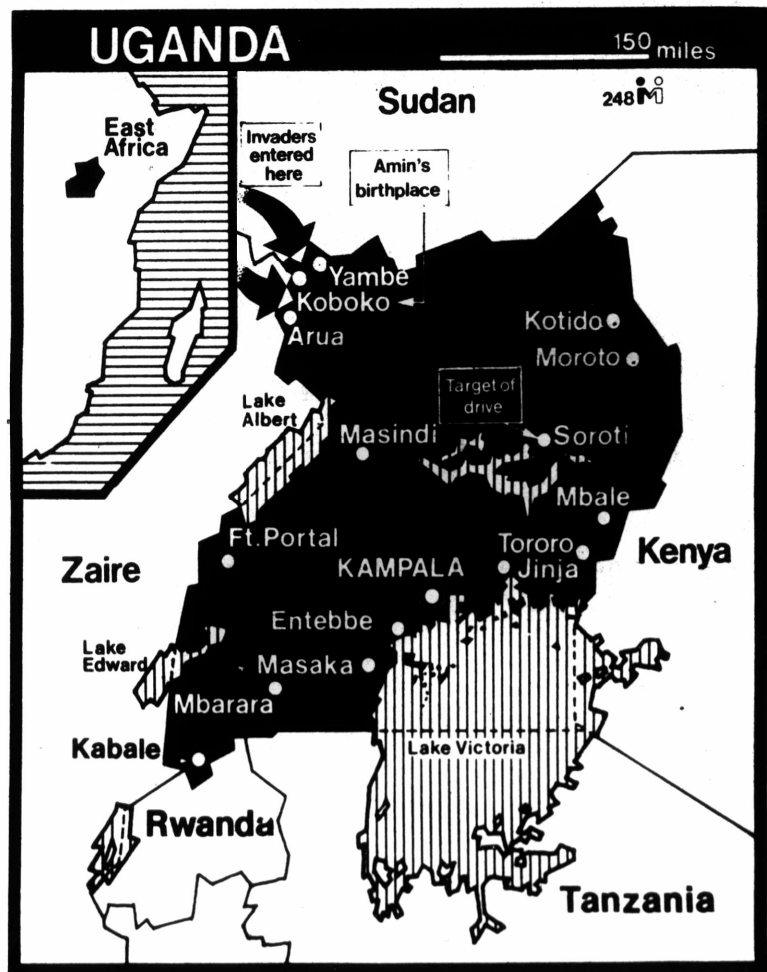 UGANDA
150 miles
Sudan
248
East
Africa
Invaders
entered
here
Amin's
birthplace
Yambe
Koboko
Arua
Kotido
Moroto
Target of
drive
Lake
Albert
Masindi
Soroti
Mbale
Ft.Portal
Tororo
Zaire
KAMPALA
Jinja
Kenya
Entebbe
Lake
Edward
Masaka
Mbarara
Kabale
Lake Victoria
Rwanda
Tanzania